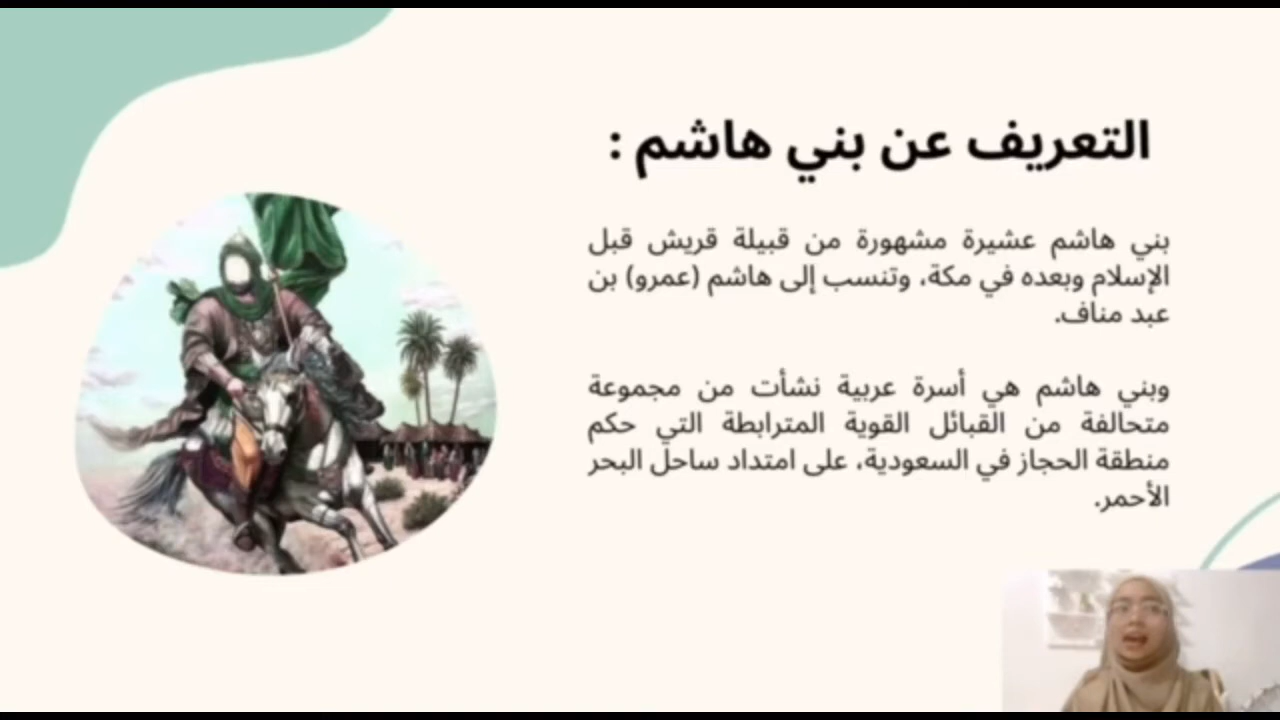 التعريف عن بني هاشم :
بني هاشم عشيرة مشهورة من قبيلة قريش قبل
الإسلام وبعده في مكة، وتنسب إلى هاشم (عمرو) بن
عبد مناف.
وبني هاشم هي أسرة عربية نشأت من مجموعة
متحالفة من القبائل القوية المترابطة التي حكم
منطقة الحجاز في السعودية، على امتداد ساحل البحر
الأحمر.